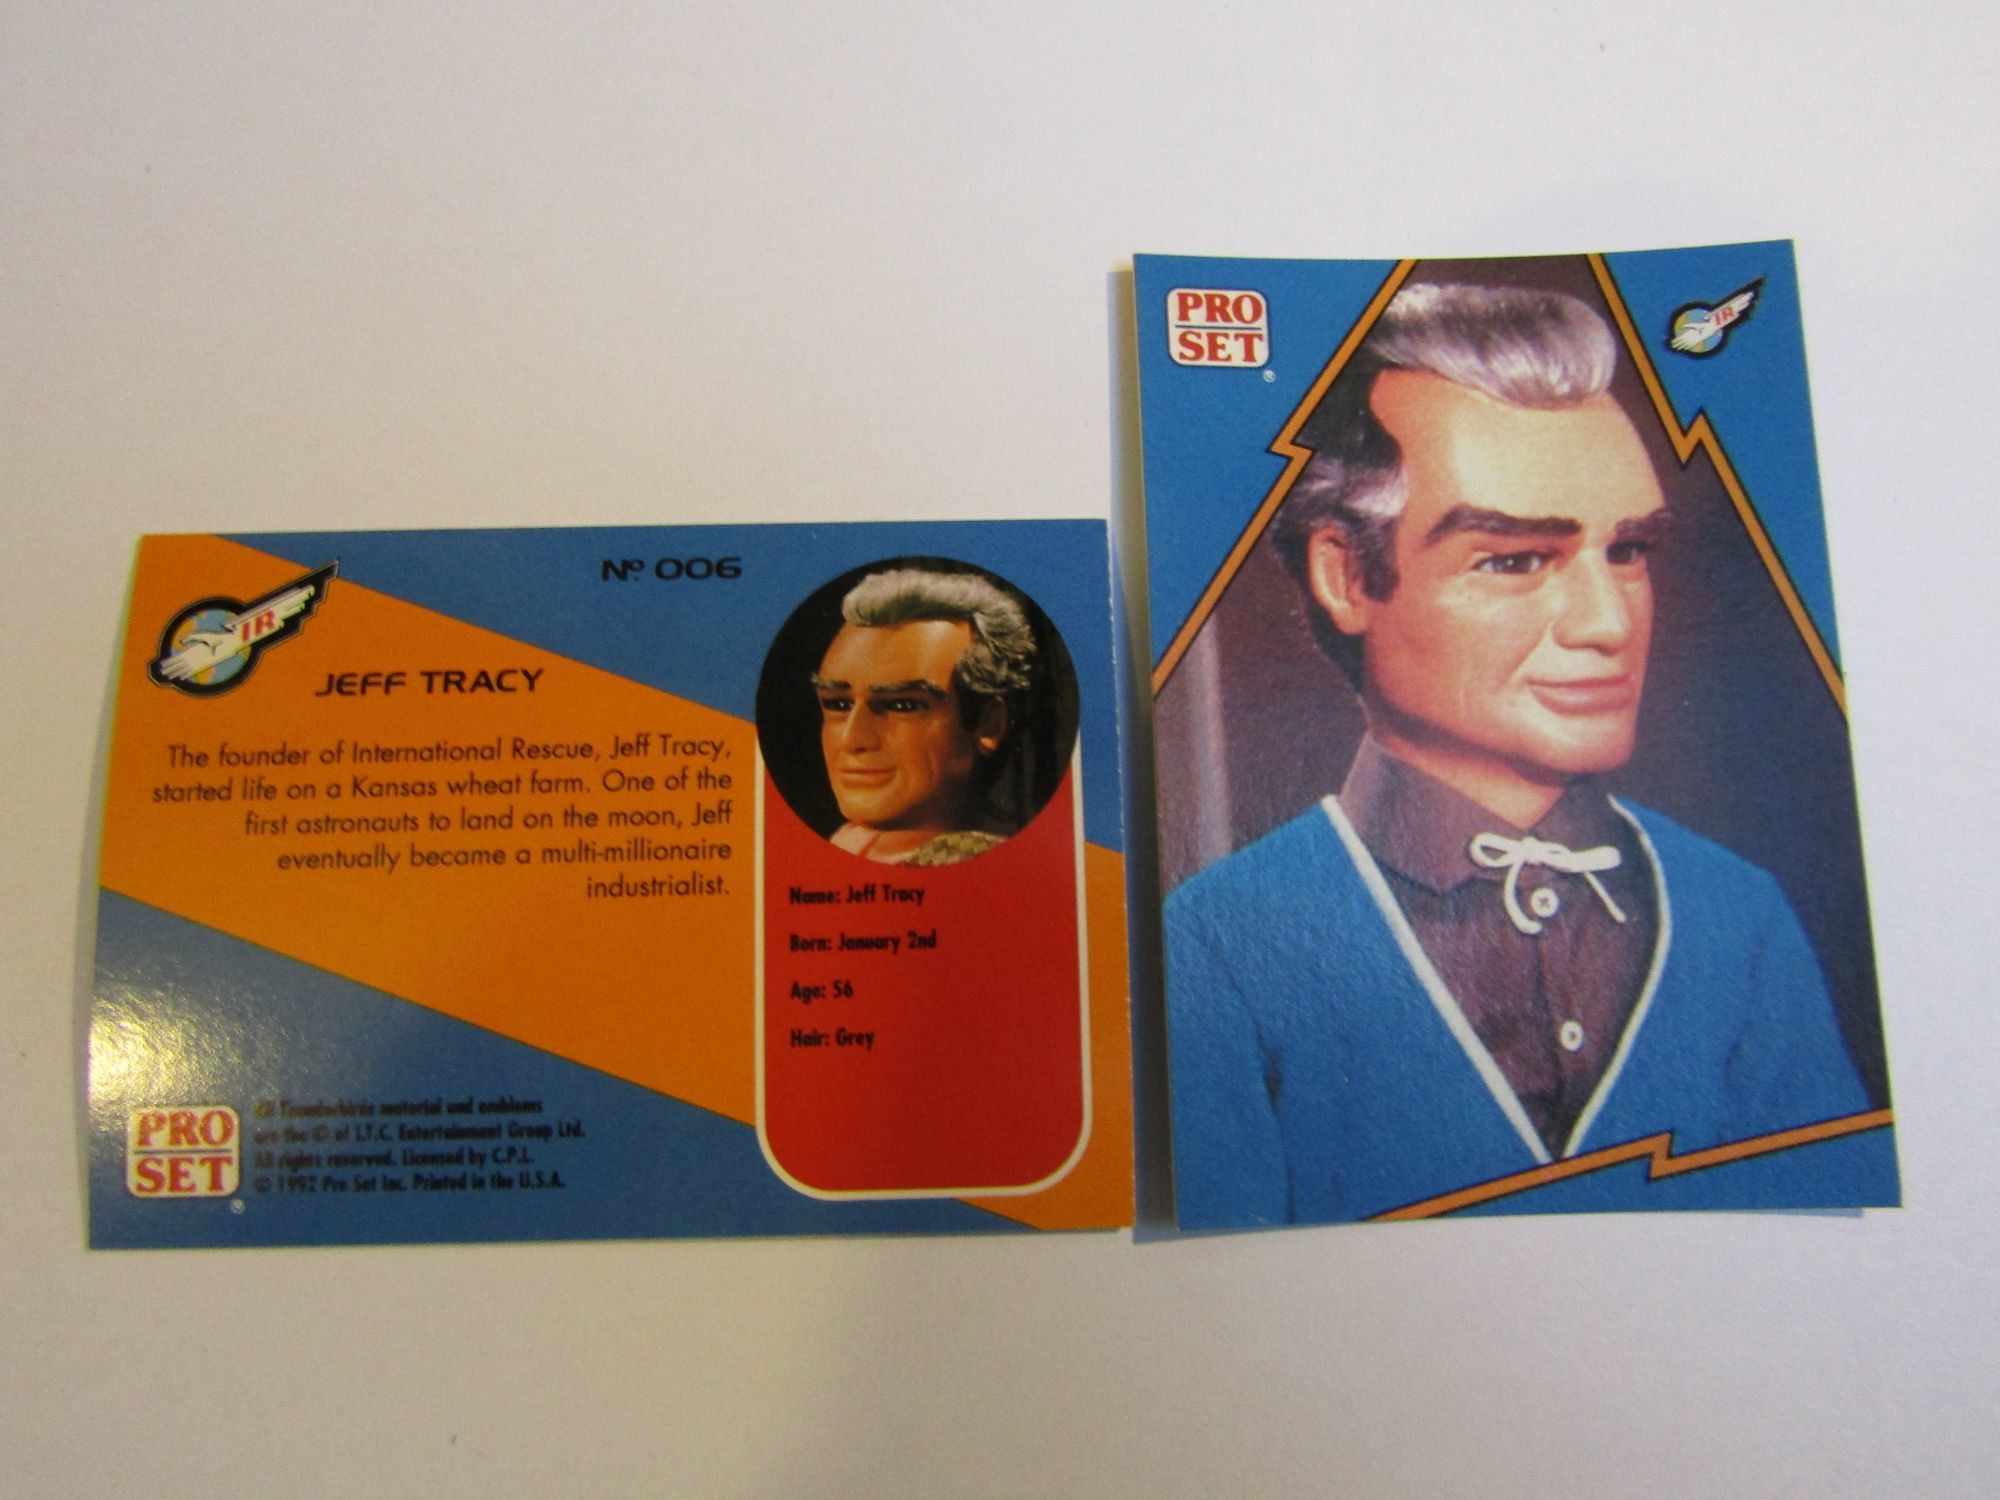 Nº 006
IR
JEFF TRACY
The founder of International Rescue, Jeff Tracy,
started life on a Kansas wheat farm. One of the
first astronauts to land on the moon, Jeff
eventually became a multi-millionaire
industrialist.
Name: Jeff Tracy
Born: January 2nd
Age: 56
Hair: Grey
PRO
SET
®
All Thunderbirds material and emblems
are the © of I.T.C. Entertainment Group Ltd.
All rights reserved. Licensed by C.P.L.
© 1992 Pro Set Inc. Printed in the U.S.A.
PRO
SET
®
IR